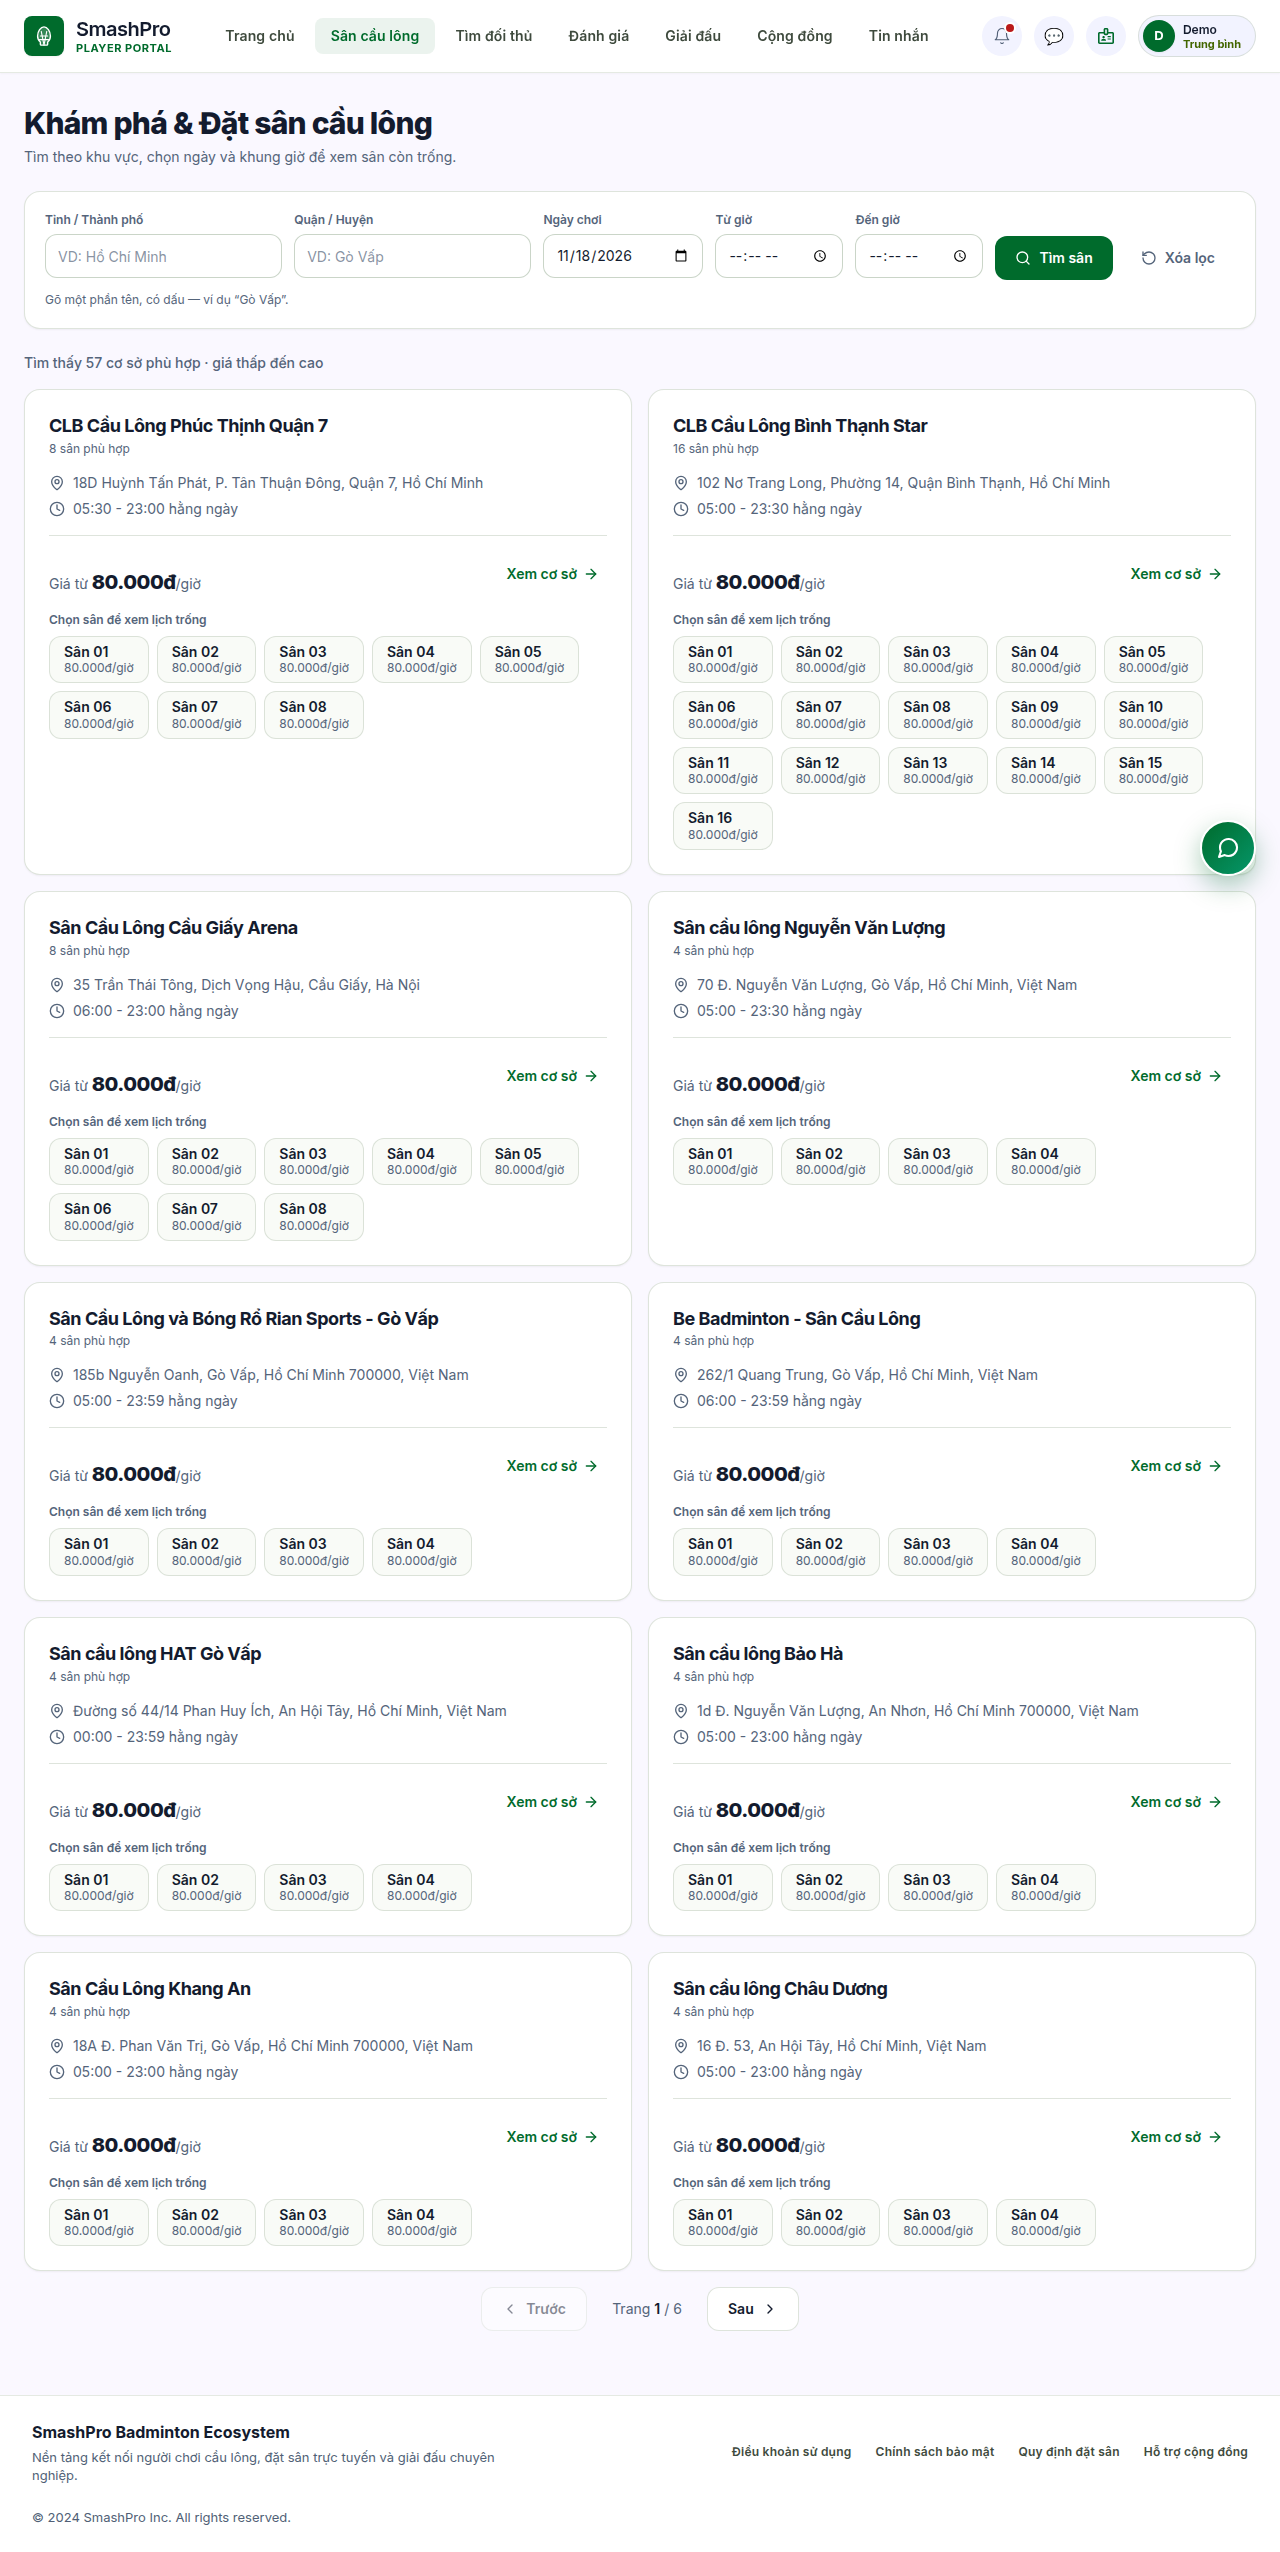 SmashPro
PLAYER PORTAL
Trang chủ
Sân cầu lông
Tìm đối thủ
Đánh giá
Giải đấu
Cộng đồng
Tin nhắn
D
Demo
Trung bình
Khám phá & Đặt sân cầu lông
Tìm theo khu vực, chọn ngày và khung giờ để xem sân còn trống.
Tỉnh / Thành phố
Quận / Huyện
Ngày chơi
Từ giờ
Đến giờ
VD: Hồ Chí Minh
VD: Gò Vấp
11/18/2026
--:-- --
--:-- --
Tìm sân
Xóa lọc
Gõ một phần tên, có dấu — ví dụ “Gò Vấp”.
Tìm thấy 57 cơ sở phù hợp · giá thấp đến cao
CLB Cầu Lông Phúc Thịnh Quận 7
8 sân phù hợp
18D Huỳnh Tấn Phát, P. Tân Thuận Đông, Quận 7, Hồ Chí Minh
05:30 - 23:00 hằng ngày
Giá từ 80.000đ/giờ
Xem cơ sở
Chọn sân để xem lịch trống
Sân 01
80.000đ/giờ
Sân 02
80.000đ/giờ
Sân 03
80.000đ/giờ
Sân 04
80.000đ/giờ
Sân 05
80.000đ/giờ
Sân 06
80.000đ/giờ
Sân 07
80.000đ/giờ
Sân 08
80.000đ/giờ
CLB Cầu Lông Bình Thạnh Star
16 sân phù hợp
102 Nơ Trang Long, Phường 14, Quận Bình Thạnh, Hồ Chí Minh
05:00 - 23:30 hằng ngày
Giá từ 80.000đ/giờ
Xem cơ sở
Chọn sân để xem lịch trống
Sân 01
80.000đ/giờ
Sân 02
80.000đ/giờ
Sân 03
80.000đ/giờ
Sân 04
80.000đ/giờ
Sân 05
80.000đ/giờ
Sân 06
80.000đ/giờ
Sân 07
80.000đ/giờ
Sân 08
80.000đ/giờ
Sân 09
80.000đ/giờ
Sân 10
80.000đ/giờ
Sân 11
80.000đ/giờ
Sân 12
80.000đ/giờ
Sân 13
80.000đ/giờ
Sân 14
80.000đ/giờ
Sân 15
80.000đ/giờ
Sân 16
80.000đ/giờ
Sân Cầu Lông Cầu Giấy Arena
8 sân phù hợp
35 Trần Thái Tông, Dịch Vọng Hậu, Cầu Giấy, Hà Nội
06:00 - 23:00 hằng ngày
Giá từ 80.000đ/giờ
Xem cơ sở
Chọn sân để xem lịch trống
Sân 01
80.000đ/giờ
Sân 02
80.000đ/giờ
Sân 03
80.000đ/giờ
Sân 04
80.000đ/giờ
Sân 05
80.000đ/giờ
Sân 06
80.000đ/giờ
Sân 07
80.000đ/giờ
Sân 08
80.000đ/giờ
Sân cầu lông Nguyễn Văn Lượng
4 sân phù hợp
70 Đ. Nguyễn Văn Lượng, Gò Vấp, Hồ Chí Minh, Việt Nam
05:00 - 23:30 hằng ngày
Giá từ 80.000đ/giờ
Xem cơ sở
Chọn sân để xem lịch trống
Sân 01
80.000đ/giờ
Sân 02
80.000đ/giờ
Sân 03
80.000đ/giờ
Sân 04
80.000đ/giờ
Sân Cầu Lông và Bóng Rổ Rian Sports - Gò Vấp
4 sân phù hợp
185b Nguyễn Oanh, Gò Vấp, Hồ Chí Minh 700000, Việt Nam
05:00 - 23:59 hằng ngày
Giá từ 80.000đ/giờ
Xem cơ sở
Chọn sân để xem lịch trống
Sân 01
80.000đ/giờ
Sân 02
80.000đ/giờ
Sân 03
80.000đ/giờ
Sân 04
80.000đ/giờ
Be Badminton - Sân Cầu Lông
4 sân phù hợp
262/1 Quang Trung, Gò Vấp, Hồ Chí Minh, Việt Nam
06:00 - 23:59 hằng ngày
Giá từ 80.000đ/giờ
Xem cơ sở
Chọn sân để xem lịch trống
Sân 01
80.000đ/giờ
Sân 02
80.000đ/giờ
Sân 03
80.000đ/giờ
Sân 04
80.000đ/giờ
Sân cầu lông HAT Gò Vấp
4 sân phù hợp
Đường số 44/14 Phan Huy Ích, An Hội Tây, Hồ Chí Minh, Việt Nam
00:00 - 23:59 hằng ngày
Giá từ 80.000đ/giờ
Xem cơ sở
Chọn sân để xem lịch trống
Sân 01
80.000đ/giờ
Sân 02
80.000đ/giờ
Sân 03
80.000đ/giờ
Sân 04
80.000đ/giờ
Sân cầu lông Bảo Hà
4 sân phù hợp
1d Đ. Nguyễn Văn Lượng, An Nhơn, Hồ Chí Minh 700000, Việt Nam
05:00 - 23:00 hằng ngày
Giá từ 80.000đ/giờ
Xem cơ sở
Chọn sân để xem lịch trống
Sân 01
80.000đ/giờ
Sân 02
80.000đ/giờ
Sân 03
80.000đ/giờ
Sân 04
80.000đ/giờ
Sân Cầu Lông Khang An
4 sân phù hợp
18A Đ. Phan Văn Trị, Gò Vấp, Hồ Chí Minh 700000, Việt Nam
05:00 - 23:00 hằng ngày
Giá từ 80.000đ/giờ
Xem cơ sở
Chọn sân để xem lịch trống
Sân 01
80.000đ/giờ
Sân 02
80.000đ/giờ
Sân 03
80.000đ/giờ
Sân 04
80.000đ/giờ
Sân cầu lông Châu Dương
4 sân phù hợp
16 Đ. 53, An Hội Tây, Hồ Chí Minh, Việt Nam
05:00 - 23:00 hằng ngày
Giá từ 80.000đ/giờ
Xem cơ sở
Chọn sân để xem lịch trống
Sân 01
80.000đ/giờ
Sân 02
80.000đ/giờ
Sân 03
80.000đ/giờ
Sân 04
80.000đ/giờ
Trước
Trang 1 / 6
Sau
SmashPro Badminton Ecosystem
Nền tảng kết nối người chơi cầu lông, đặt sân trực tuyến và giải đấu chuyên
nghiệp.
Điều khoản sử dụng
Chính sách bảo mật
Quy định đặt sân
Hỗ trợ cộng đồng
© 2024 SmashPro Inc. All rights reserved.